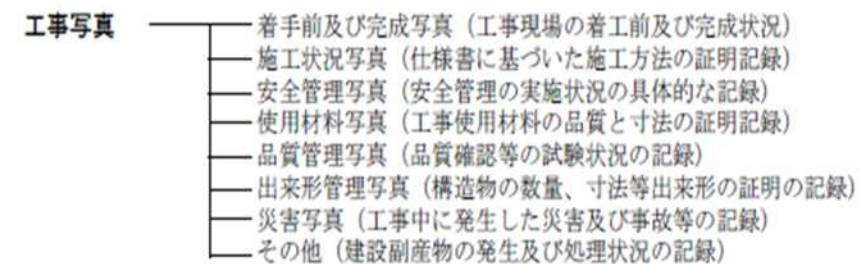 工事写真
着手前及び完成写真（工事現場の着工前及び完成状況）
施工状況写真（仕様書に基づいた施工方法の証明記録）
安全管理写真（安全管理の実施状況の具体的な記録）
使用材料写真（工事使用材料の品質と寸法の証明記録）
品質管理写真（品質確認等の試験状況の記録）
出来形管理写真（構造物の数量、寸法等出来形の証明の記録）
災害写真（工事中に発生した災害及び事故等の記録）
その他（建設副産物の発生及び処理状況の記録）